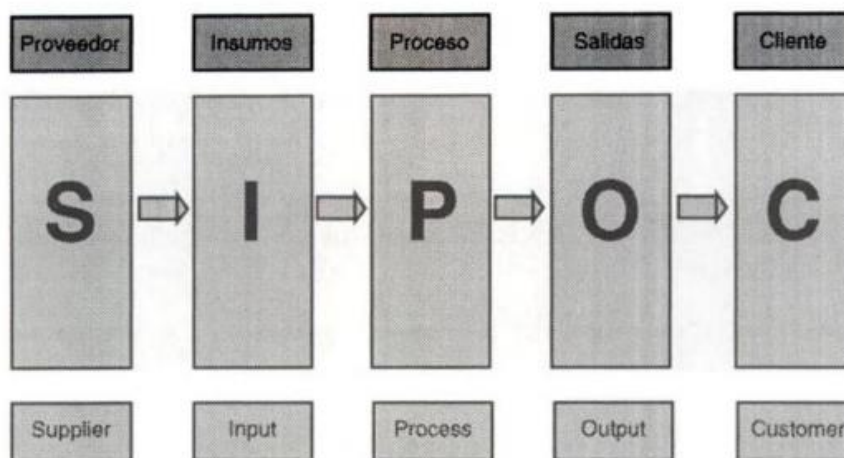 Proveedor Insumos Proceso Salidas Cliente
S I P O C
Supplier Input Process Output Customer